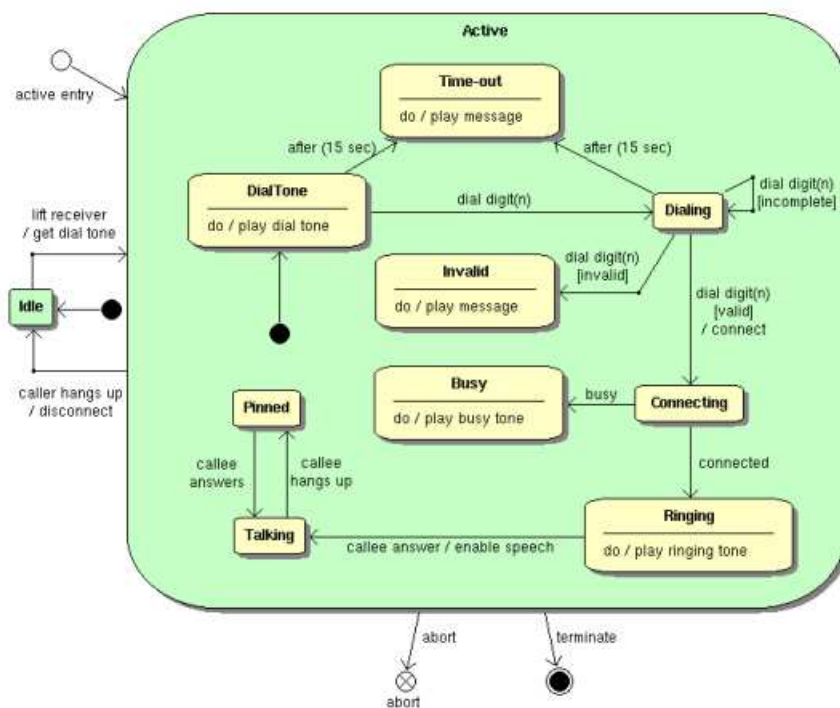 Active
active entry
Time-out
do / play message
after (15 sec)
after (15 sec)
DialTone
do / play dial tone
dial digit(n)
Dialing
dial digit(n)
[incomplete]
lift receiver
/ get dial tone
Idle
dial digit(n)
[invalid]
Invalid
do / play message
dial digit(n)
[valid]
/ connect
caller hangs up
/ disconnect
Pinned
Busy
do / play busy tone
busy
Connecting
callee
answers
callee
hangs up
connected
Talking
callee answer / enable speech
Ringing
do / play ringing tone
abort
terminate
abort